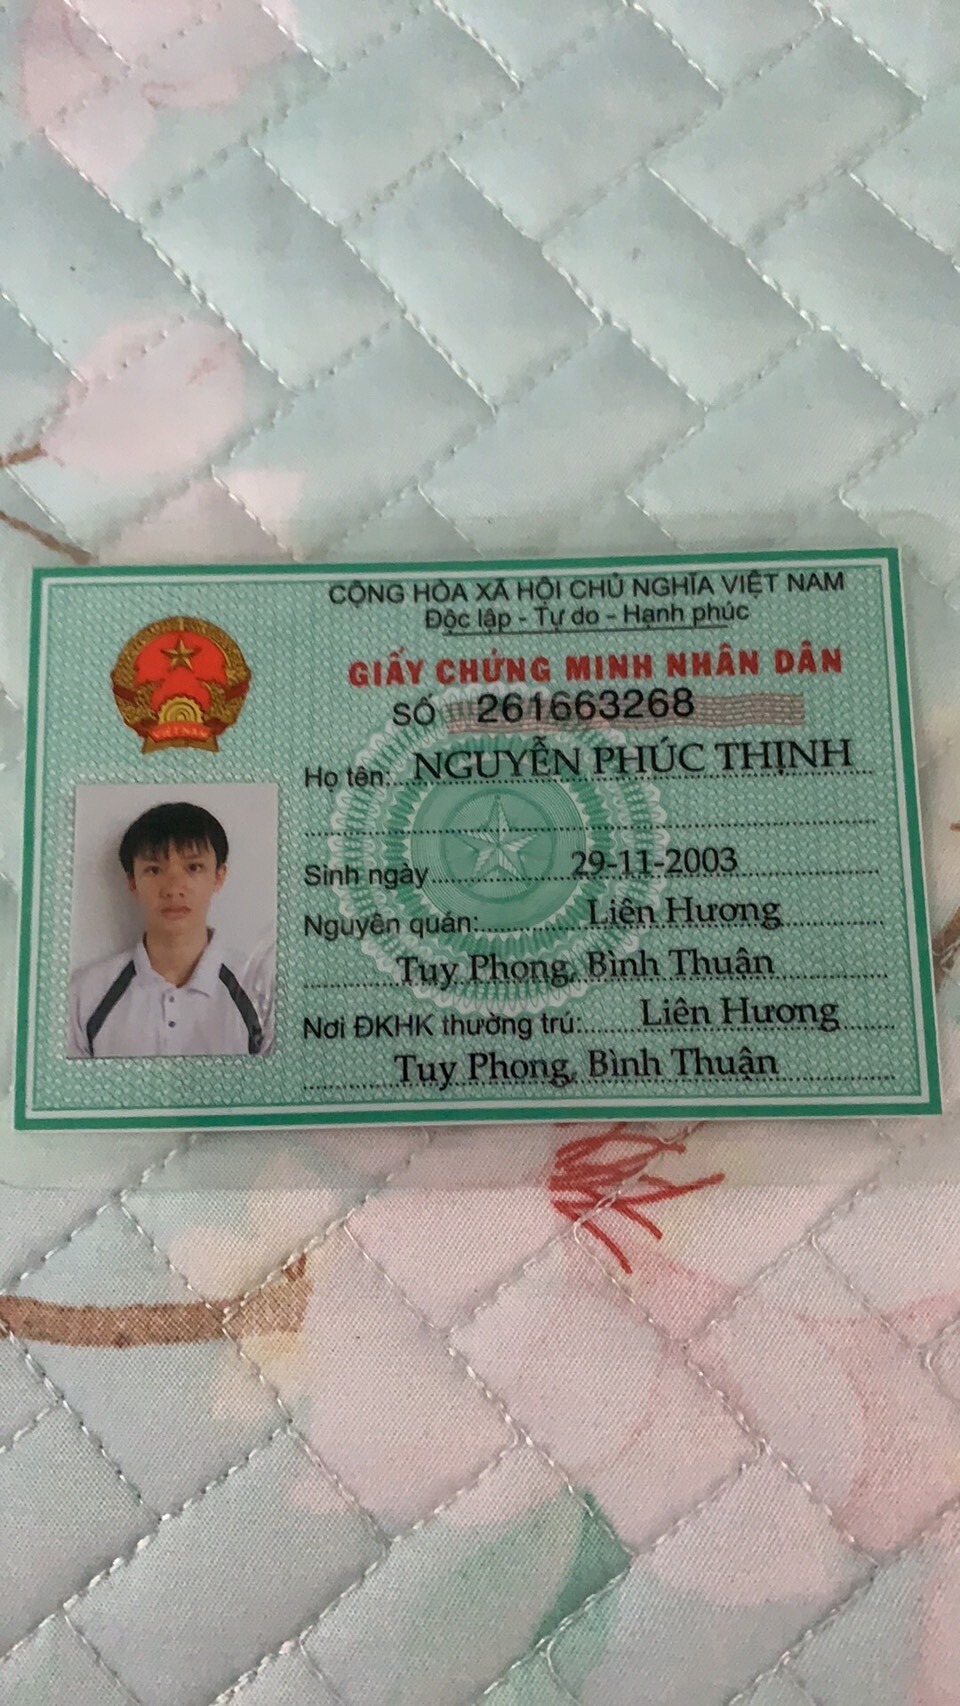 CỘNG HÒA XÃ HỘI CHỦ NGHĨA VIỆT NAM
Độc lập - Tự do - Hạnh phúc
GIẤY CHỨNG MINH NHÂN DÂN
SỐ 261663268
Họ tên: NGUYỄN PHÚC THỊNH
Sinh ngày 29-11-2003
Nguyên quán: Liên Hương
Tuy Phong, Bình Thuận
Nơi ĐKHK thường trú: Liên Hương
Tuy Phong, Bình Thuận
VIỆT NAM